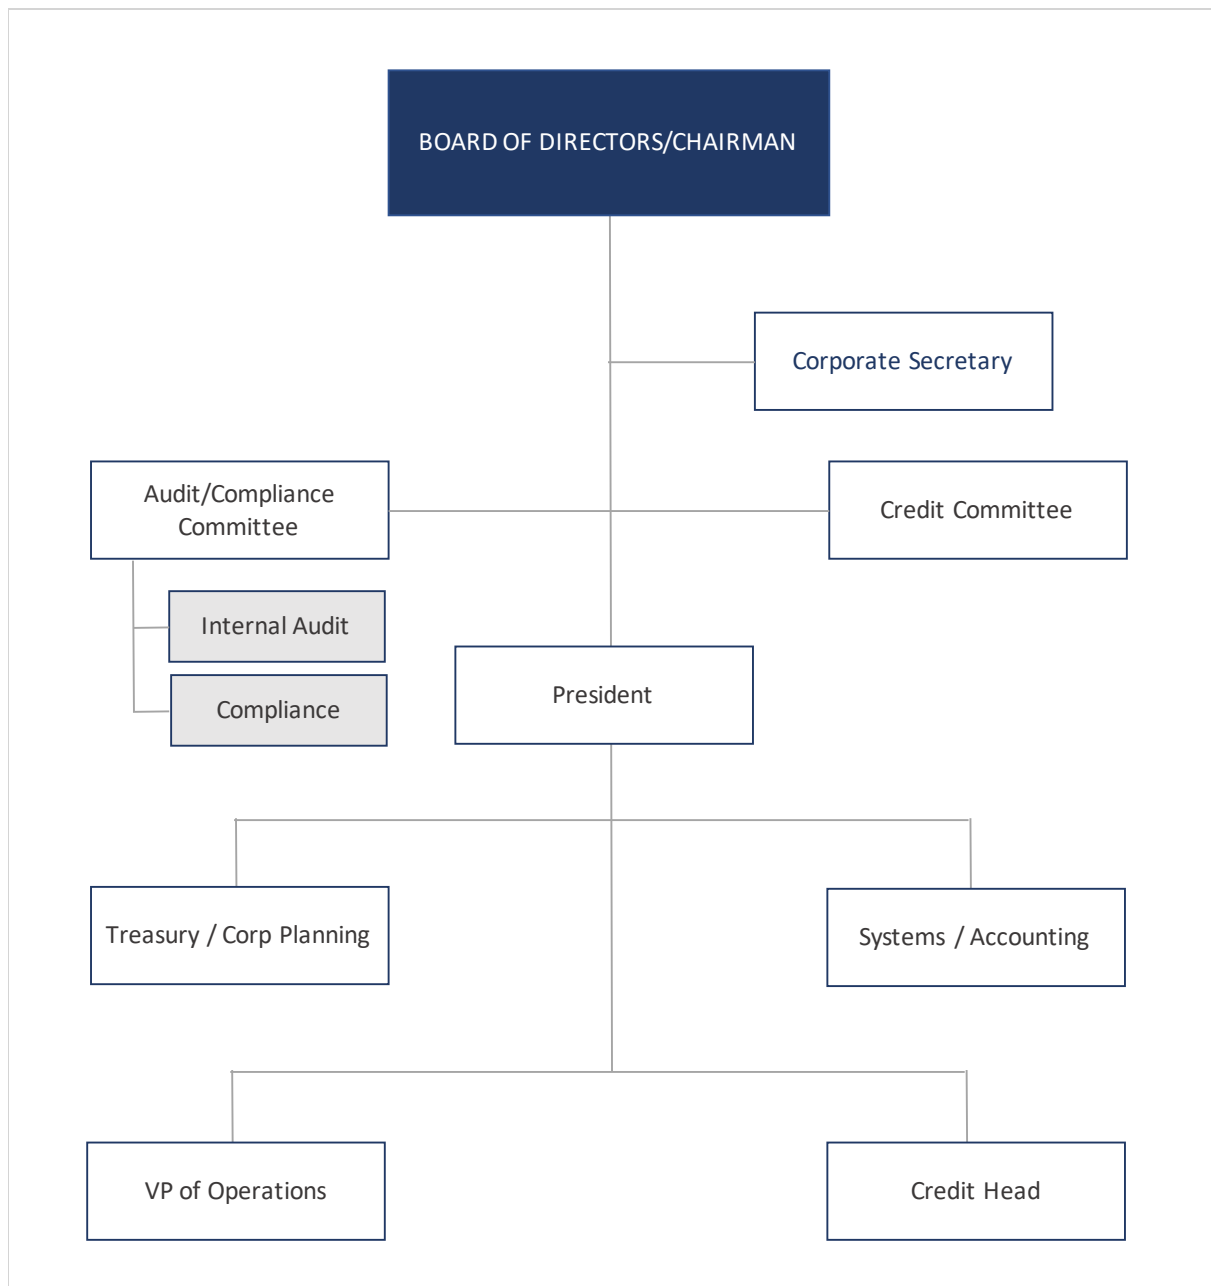 BOARD OF DIRECTORS/CHAIRMAN
Corporate Secretary
Audit/Compliance
Committee
Credit Committee
Internal Audit
President
Compliance
Treasury / Corp Planning
Systems / Accounting
VP of Operations
Credit Head